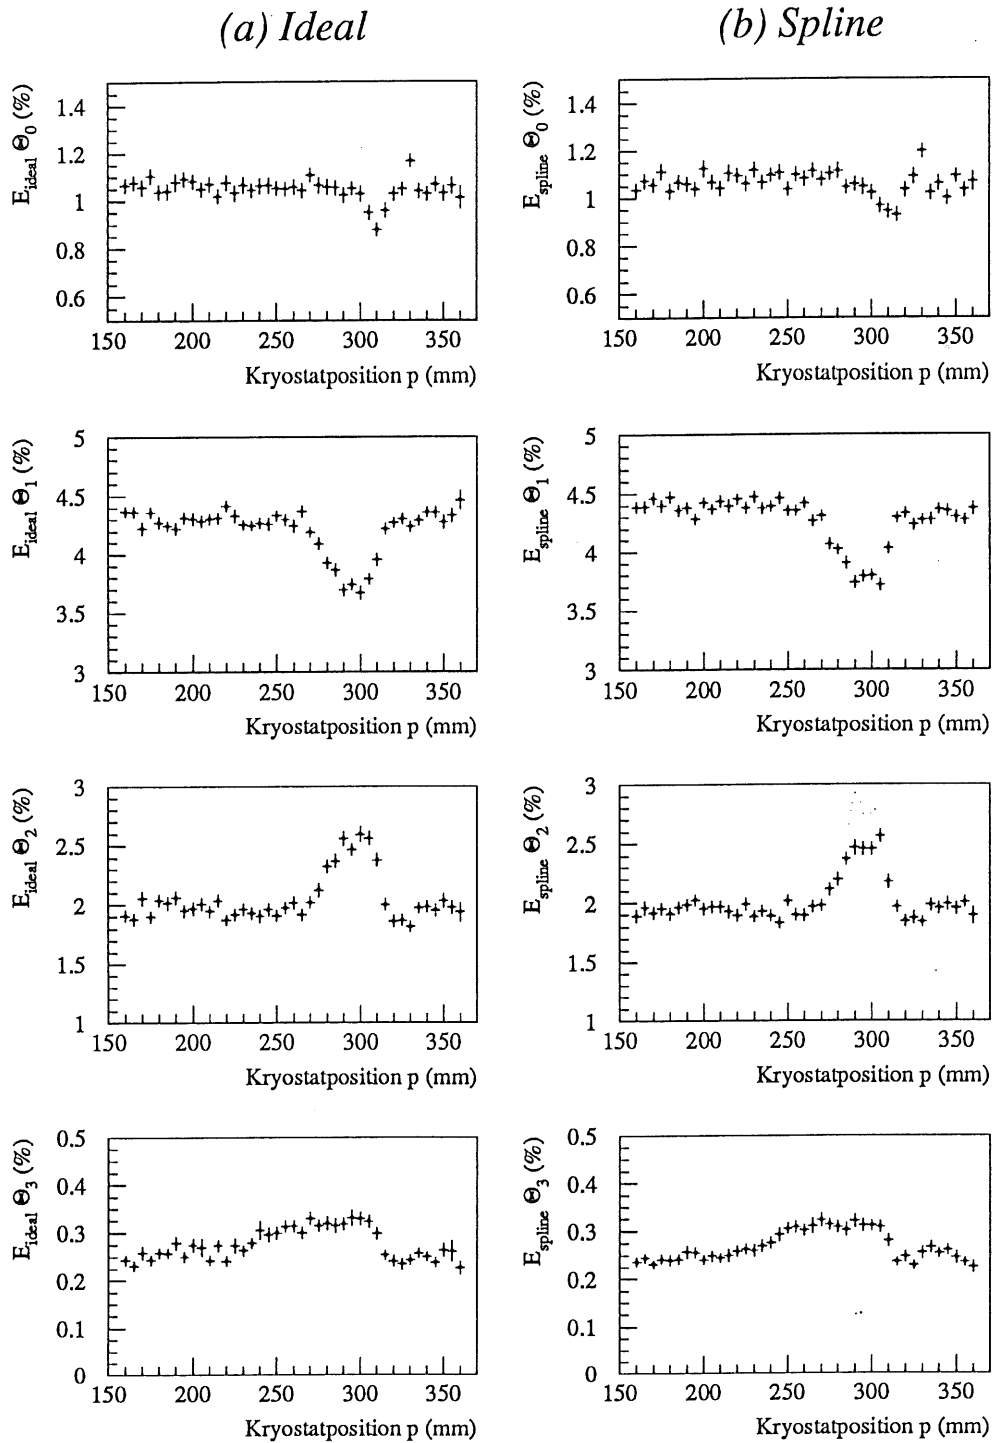 (a) Ideal
(b) Spline
E_ideal Θ_0 (%)
1.4
1.2
1
0.8
0.6
150 200 250 300 350
Kryostatposition p (mm)
E_spline Θ_0 (%)
1.4
1.2
1
0.8
0.6
150 200 250 300 350
Kryostatposition p (mm)
E_ideal Θ_1 (%)
5
4.5
4
3.5
3
150 200 250 300 350
Kryostatposition p (mm)
E_spline Θ_1 (%)
5
4.5
4
3.5
3
150 200 250 300 350
Kryostatposition p (mm)
E_ideal Θ_2 (%)
3
2.5
2
1.5
1
150 200 250 300 350
Kryostatposition p (mm)
E_spline Θ_2 (%)
3
2.5
2
1.5
1
150 200 250 300 350
Kryostatposition p (mm)
E_ideal Θ_3 (%)
0.5
0.4
0.3
0.2
0.1
0
150 200 250 300 350
Kryostatposition p (mm)
E_spline Θ_3 (%)
0.5
0.4
0.3
0.2
0.1
0
150 200 250 300 350
Kryostatposition p (mm)